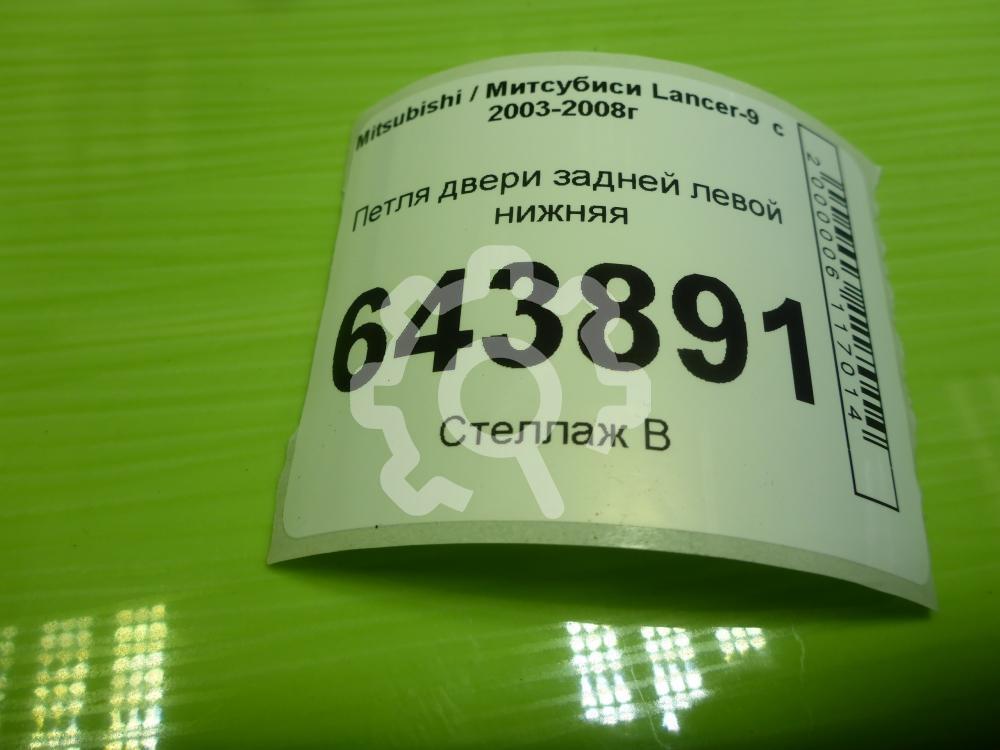 Mitsubishi / Митсубиси Lancer-9 с
2003-2008г
Петля двери задней левой
нижняя
643891
Стеллаж В
2000006117014